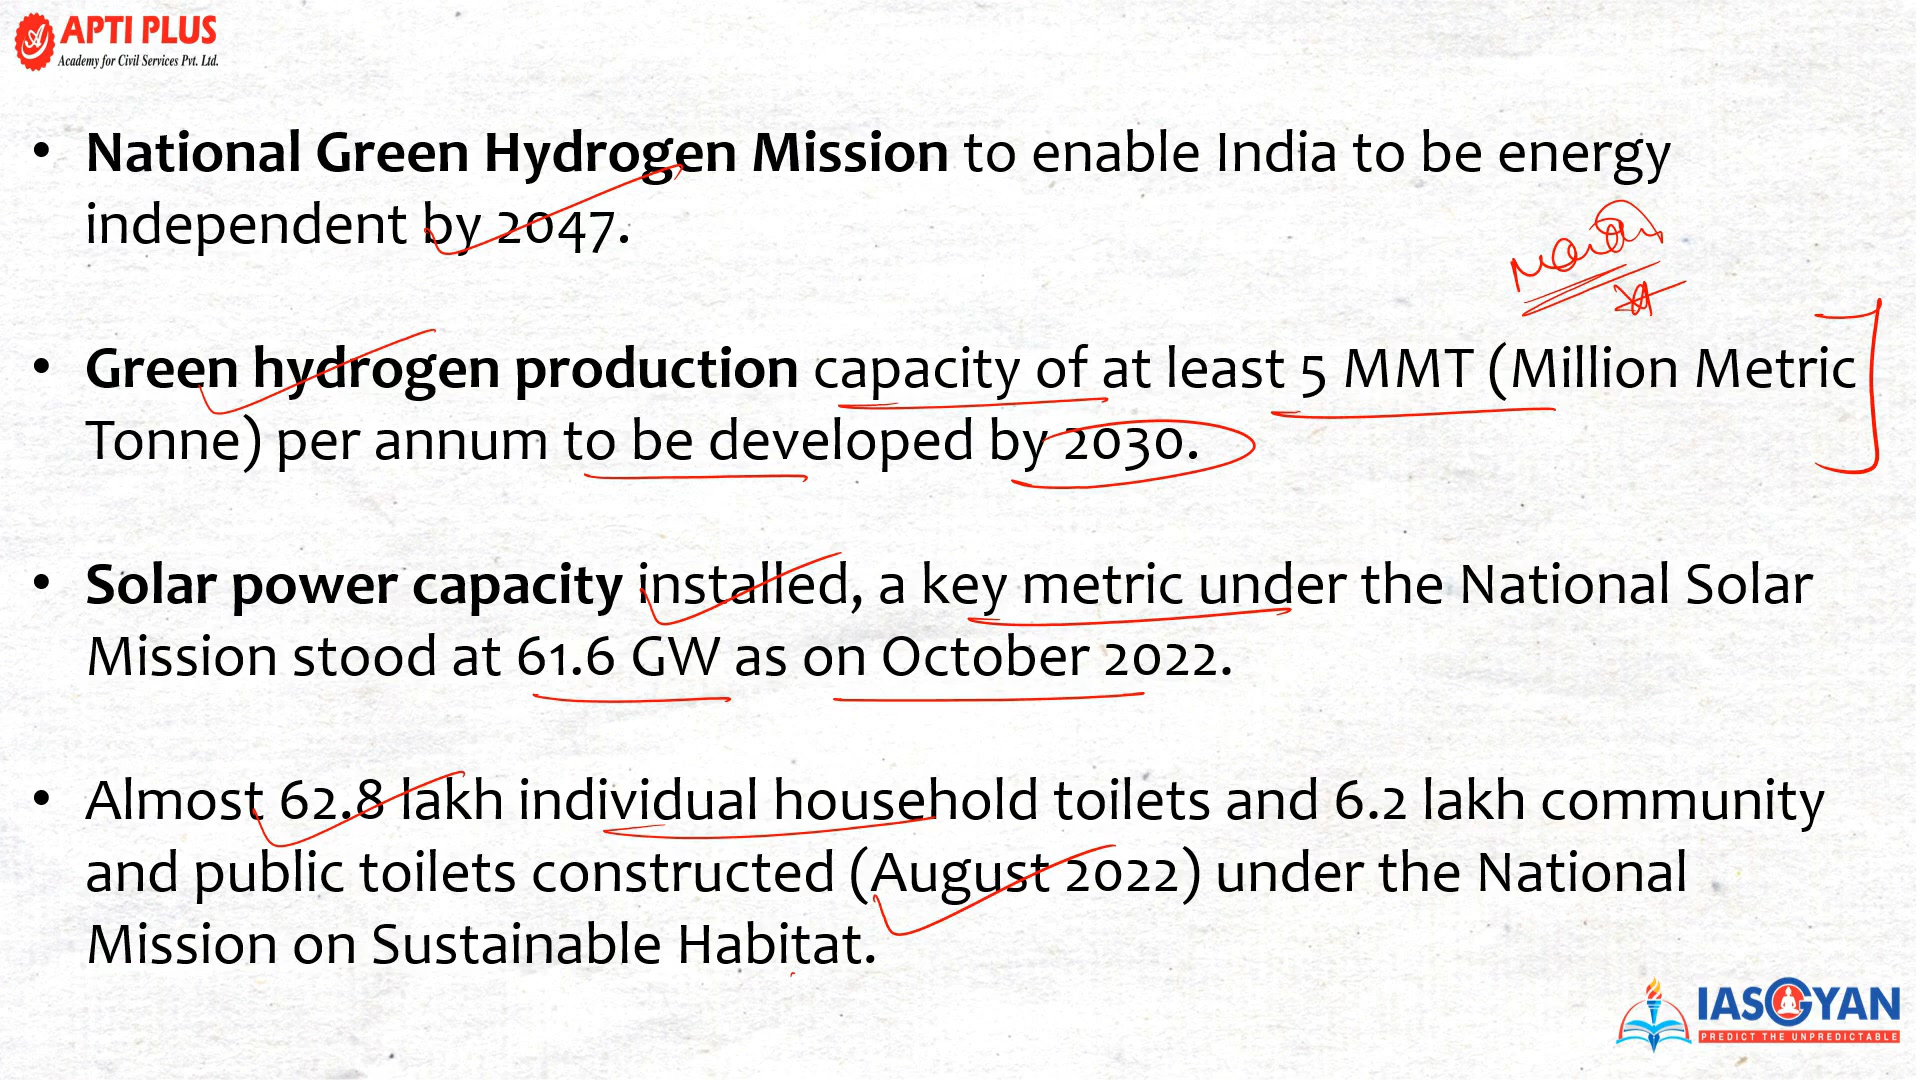 APTI PLUS
Academy for Civil Services Pvt. Ltd.
• National Green Hydrogen Mission to enable India to be energy
independent by 2047.
• Green hydrogen production capacity of at least 5 MMT (Million Metric
Tonne) per annum to be developed by 2030.
• Solar power capacity installed, a key metric under the National Solar
Mission stood at 61.6 GW as on October 2022.
• Almost 62.8 lakh individual household toilets and 6.2 lakh community
and public toilets constructed (August 2022) under the National
Mission on Sustainable Habitat.
IASGYAN
PREDICT THE UNPREDICTABLE